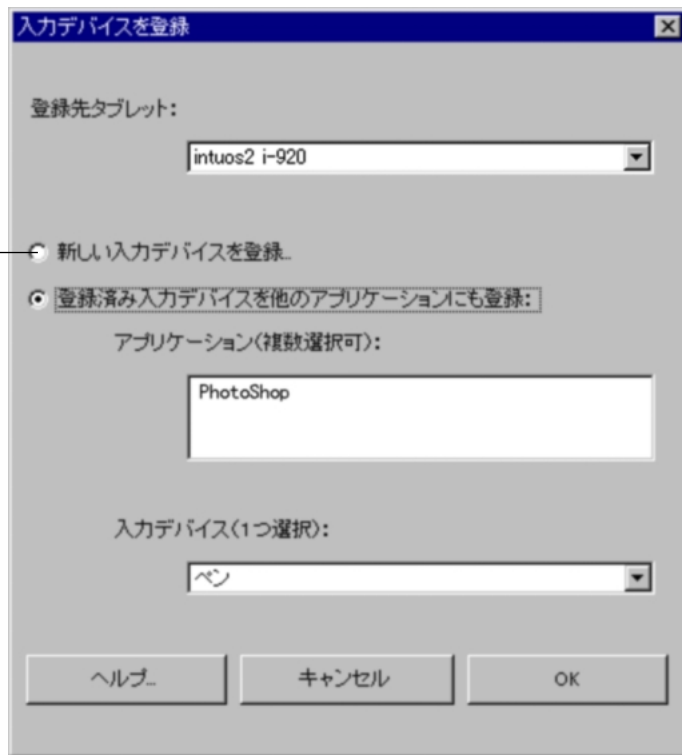 入力デバイスを登録
登録先タブレット:
intuos2 i-920
新しい入力デバイスを登録...
登録済み入力デバイスを他のアプリケーションにも登録:
アプリケーション(複数選択可):
PhotoShop
入力デバイス(1つ選択):
ペン
ヘルプ... キャンセル OK